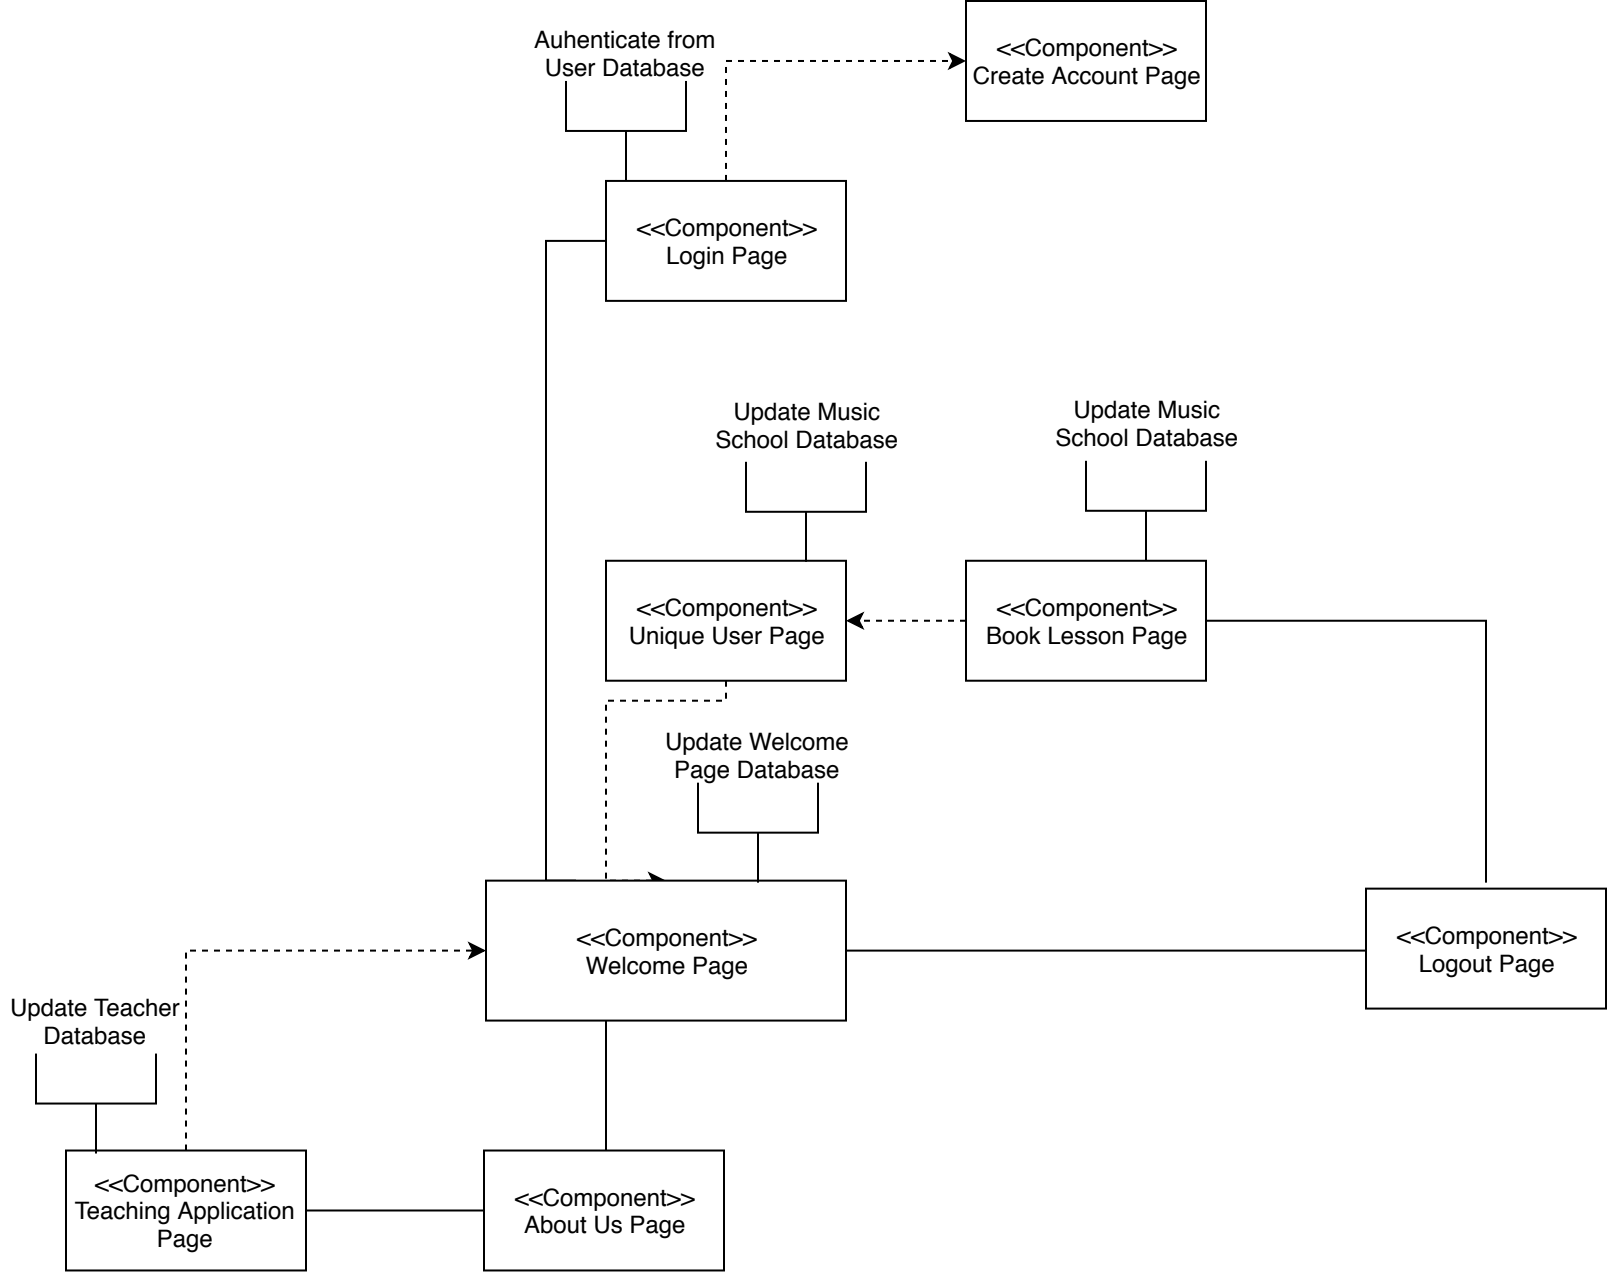 Auhenticate from
User Database
<<Component>>
Create Account Page
<<Component>>
Login Page
Update Music
School Database
Update Music
School Database
<<Component>>
Unique User Page
<<Component>>
Book Lesson Page
Update Welcome
Page Database
<<Component>>
Welcome Page
<<Component>>
Logout Page
Update Teacher
Database
<<Component>>
Teaching Application
Page
<<Component>>
About Us Page